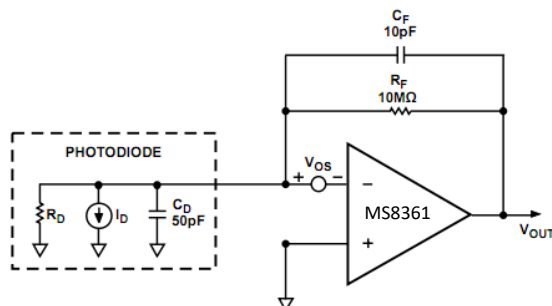 CF
10pF
RF
10MΩ
PHOTODIODE
VOS
+ −
RD
ID
CD
50pF
−
MS8361
+
VOUT